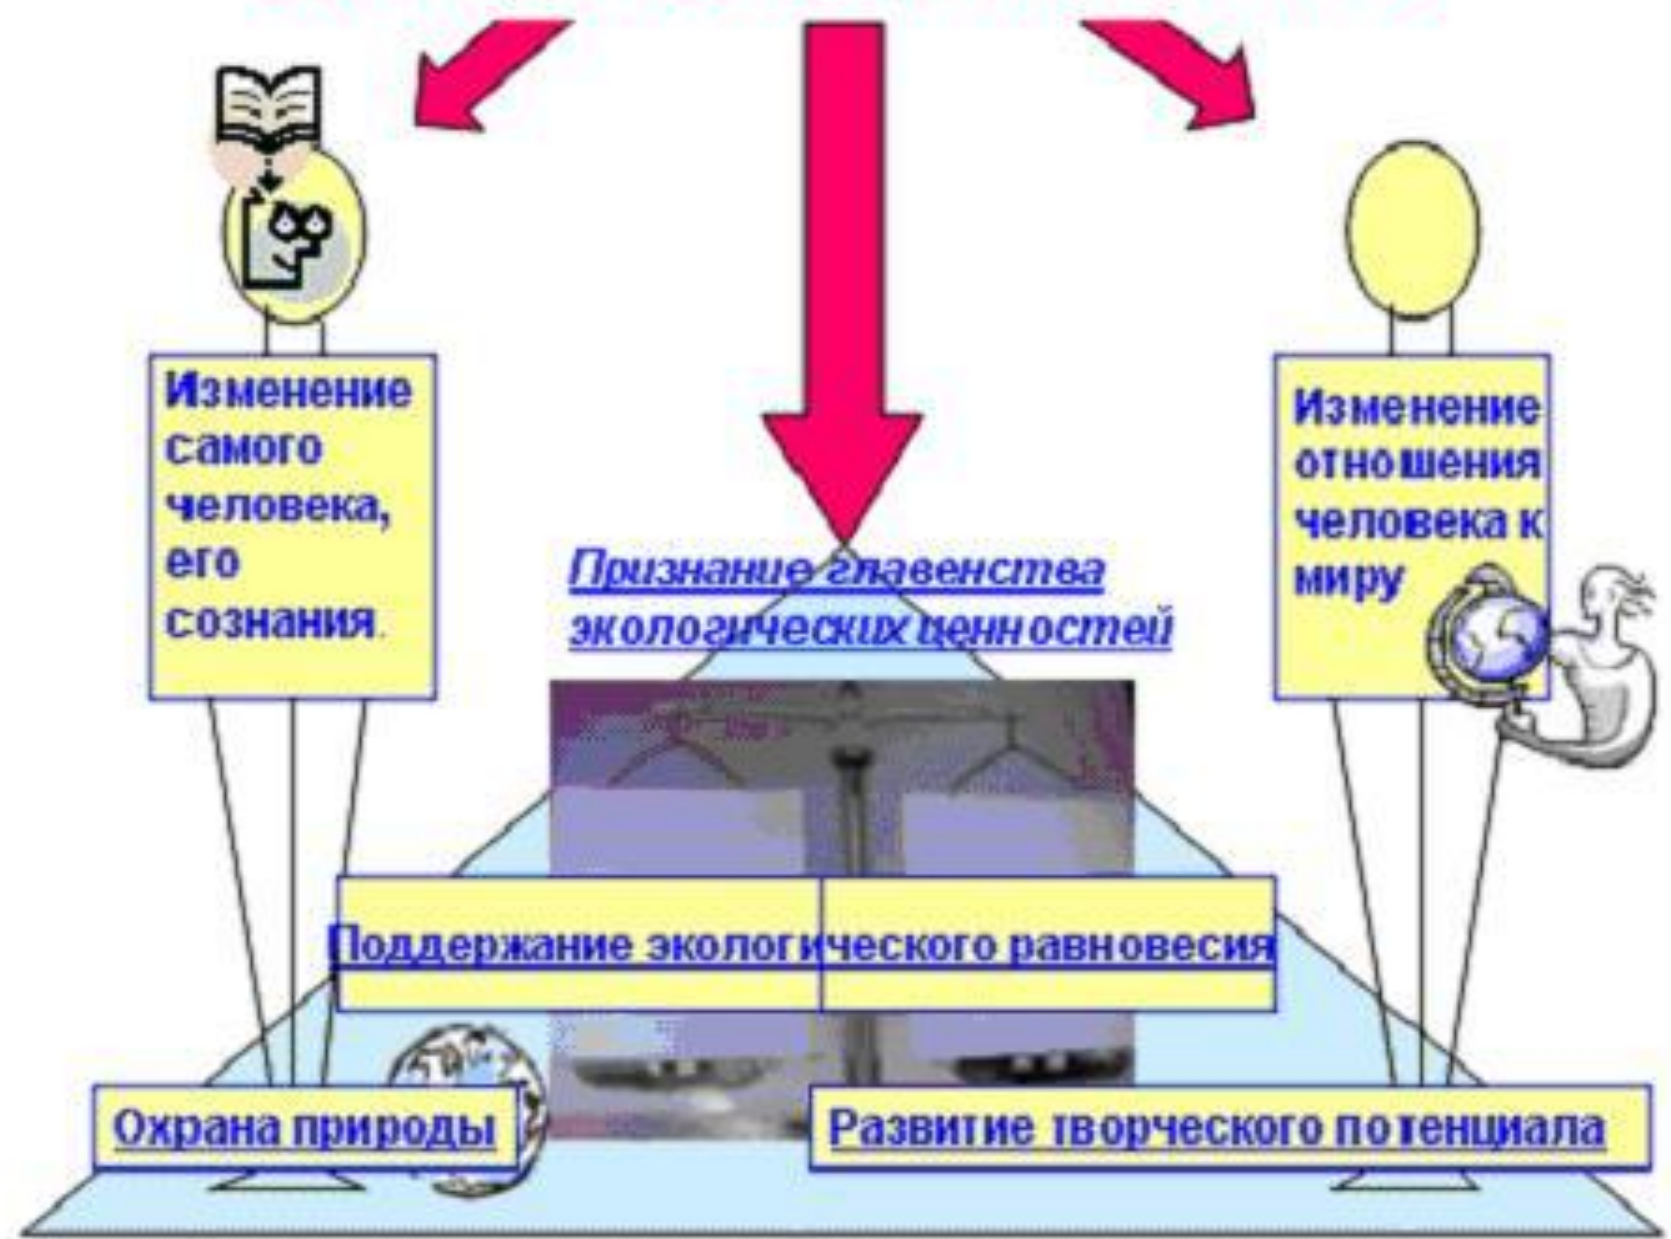 Изменение
самого
человека,
его
сознания.
Изменение
отношения
человека к
миру
Признание главенства
экологических ценностей
Поддержание экологического равновесия
Охрана природы
Развитие творческого потенциала